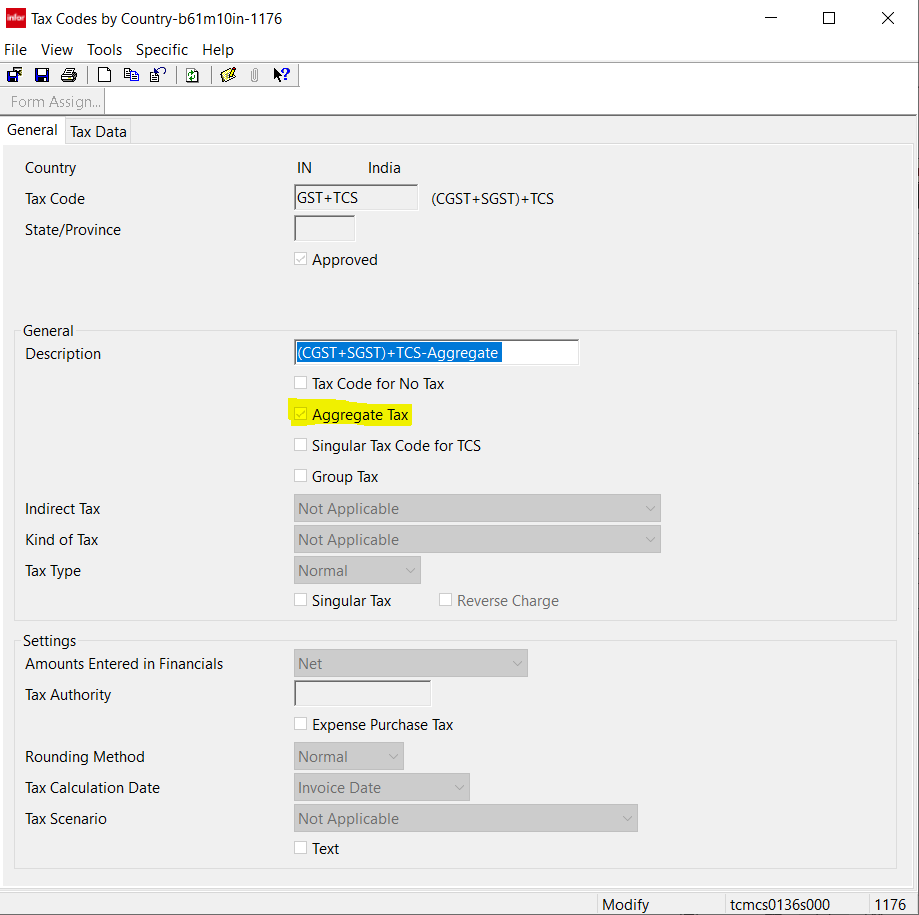 infor Tax Codes by Country-b61m10in-1176
File View Tools Specific Help
Form Assign...
General Tax Data
Country IN India
Tax Code GST+TCS (CGST+SGST)+TCS
State/Province
Approved
General
Description (CGST+SGST)+TCS-Aggregate
Tax Code for No Tax
Aggregate Tax
Singular Tax Code for TCS
Group Tax
Indirect Tax Not Applicable
Kind of Tax Not Applicable
Tax Type Normal
Singular Tax Reverse Charge
Settings
Amounts Entered in Financials Net
Tax Authority
Expense Purchase Tax
Rounding Method Normal
Tax Calculation Date Invoice Date
Tax Scenario Not Applicable
Text
Modify tcmcs0136s000 1176